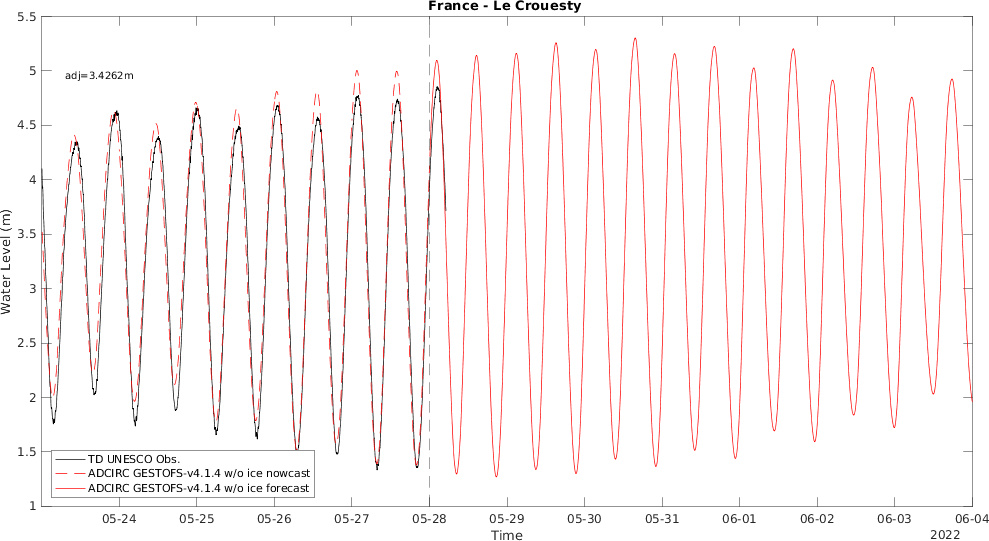 France - Le Crouesty
5.5
5
4.5
4
3.5
3
2.5
2
1.5
1
Water Level (m)
adj=3.4262m
TD UNESCO Obs.
ADCIRC GESTOFS-v4.1.4 w/o ice nowcast
ADCIRC GESTOFS-v4.1.4 w/o ice forecast
05-24 05-25 05-26 05-27 05-28 05-29 05-30 05-31 06-01 06-02 06-03 06-04
Time
2022